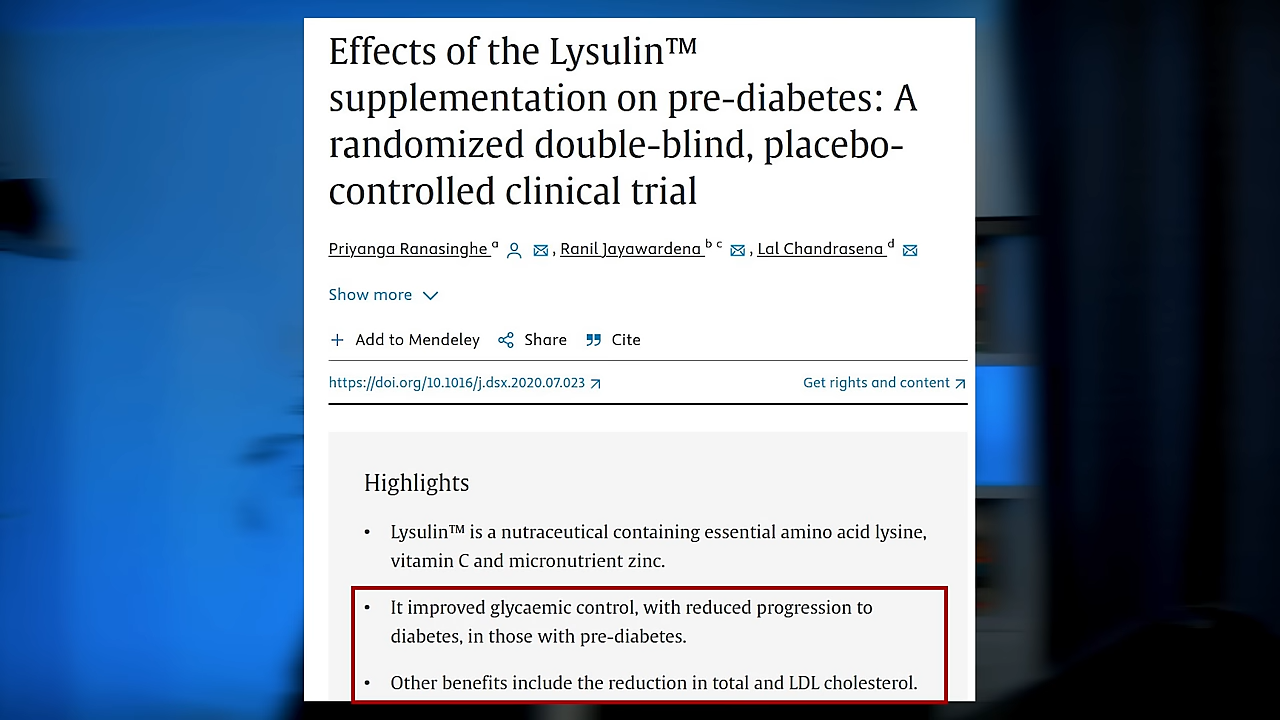 Effects of the Lysulin™
supplementation on pre-diabetes: A
randomized double-blind, placebo-
controlled clinical trial
Priyanga Ranasinghe a , Ranil Jayawardena b c , Lal Chandrasena d
Show more
Add to Mendeley Share Cite
https://doi.org/10.1016/j.dsx.2020.07.023 Get rights and content
Highlights
• Lysulin™ is a nutraceutical containing essential amino acid lysine,
vitamin C and micronutrient zinc.
• It improved glycaemic control, with reduced progression to
diabetes, in those with pre-diabetes.
• Other benefits include the reduction in total and LDL cholesterol.